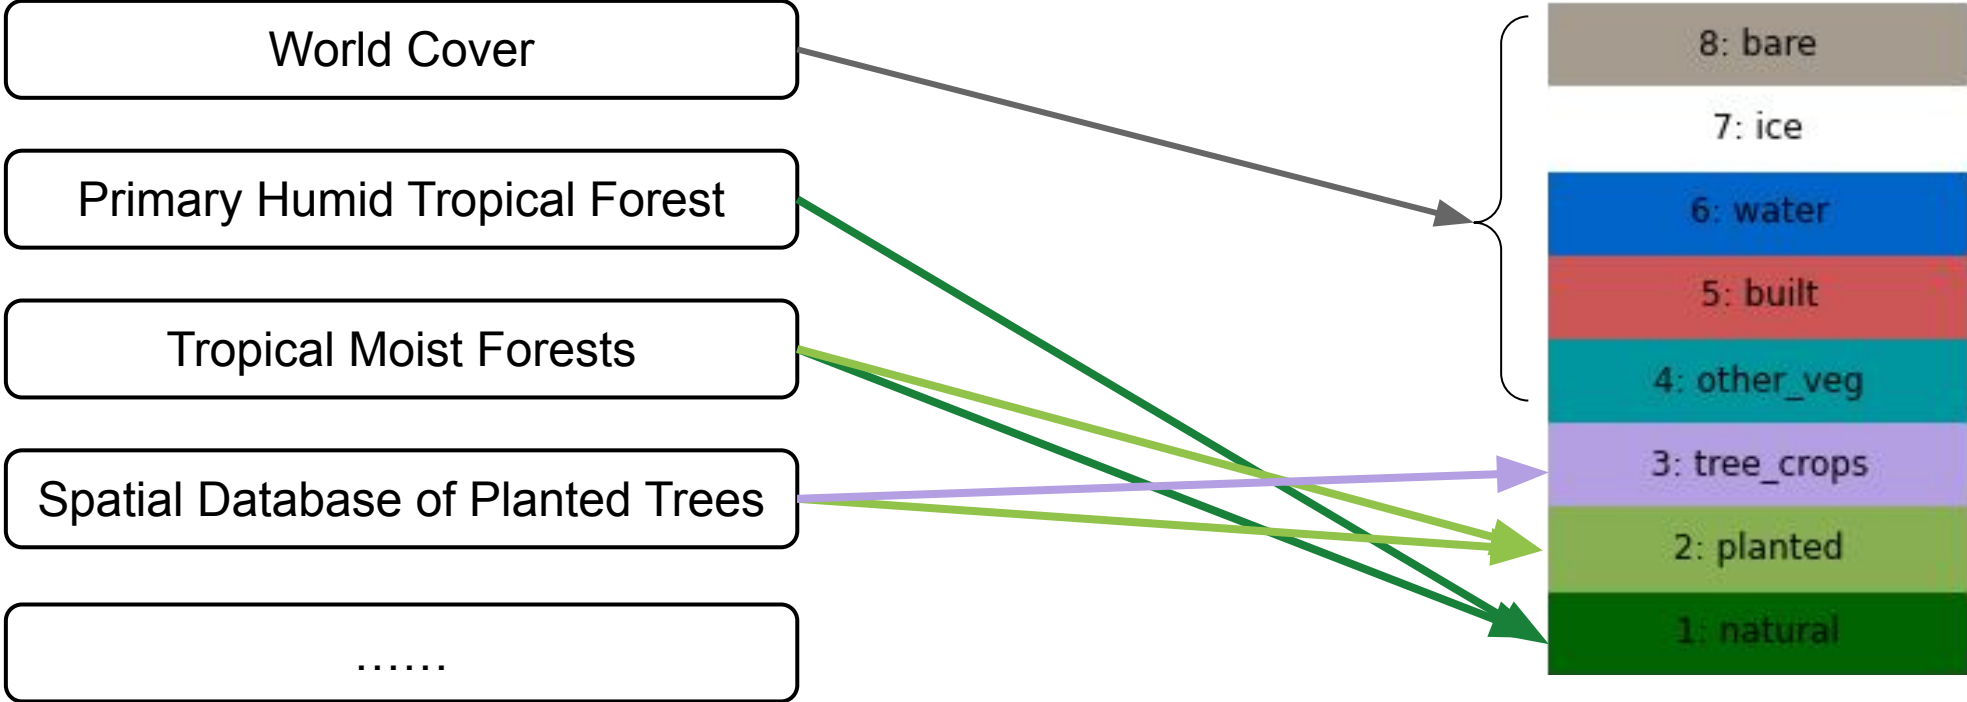 World Cover
Primary Humid Tropical Forest
Tropical Moist Forests
Spatial Database of Planted Trees
......
8: bare
7: ice
6: water
5: built
4: other_veg
3: tree_crops
2: planted
1: natural